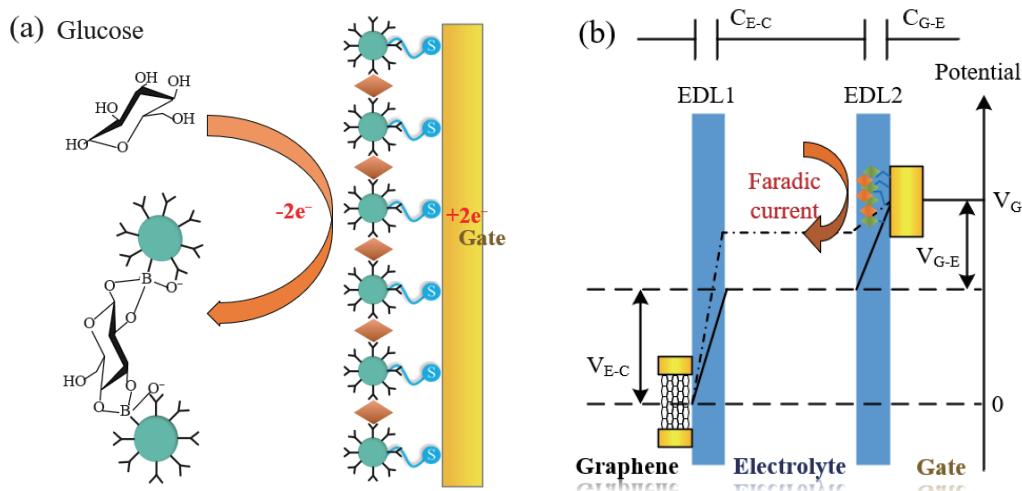 (a) Glucose
OH
OH
OH
HO
OH
HO
O
-2e⁻
+2e⁻
Gate
S
S
S
S
S
S
B
O
O⁻
O
O
O
HO
O
O⁻
O
B
(b)
C_E-C
C_G-E
Potential
EDL1
EDL2
Faradic
current
V_G
V_G-E
V_E-C
0
Graphene
Electrolyte
Gate